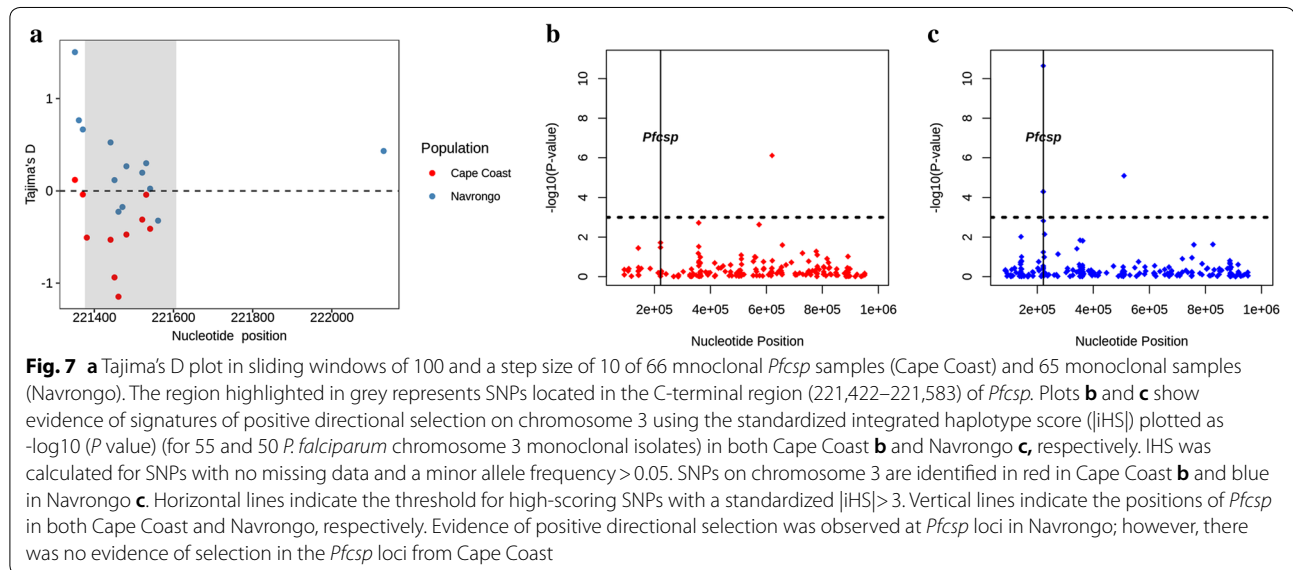 a
b
c
1
0
-1
Tajima's D
221400
221600
221800
222000
Nucleotide position
Population
Cape Coast
Navrongo
10
8
6
4
2
0
-log10(P-value)
Pfcsp
2e+05
4e+05
6e+05
8e+05
1e+06
Nucleotide Position
10
8
6
4
2
0
-log10(P-value)
Pfcsp
2e+05
4e+05
6e+05
8e+05
1e+06
Nucleotide Position
Fig. 7 a Tajima's D plot in sliding windows of 100 and a step size of 10 of 66 mnoclonal Pfcsp samples (Cape Coast) and 65 monoclonal samples
(Navrongo). The region highlighted in grey represents SNPs located in the C-terminal region (221,422–221,583) of Pfcsp. Plots b and c show
evidence of signatures of positive directional selection on chromosome 3 using the standardized integrated haplotype score (|iHS|) plotted as
-log10 (P value) (for 55 and 50 P. falciparum chromosome 3 monoclonal isolates) in both Cape Coast b and Navrongo c, respectively. IHS was
calculated for SNPs with no missing data and a minor allele frequency > 0.05. SNPs on chromosome 3 are identified in red in Cape Coast b and blue
in Navrongo c. Horizontal lines indicate the threshold for high-scoring SNPs with a standardized |iHS| > 3. Vertical lines indicate the positions of Pfcsp
in both Cape Coast and Navrongo, respectively. Evidence of positive directional selection was observed at Pfcsp loci in Navrongo; however, there
was no evidence of selection in the Pfcsp loci from Cape Coast